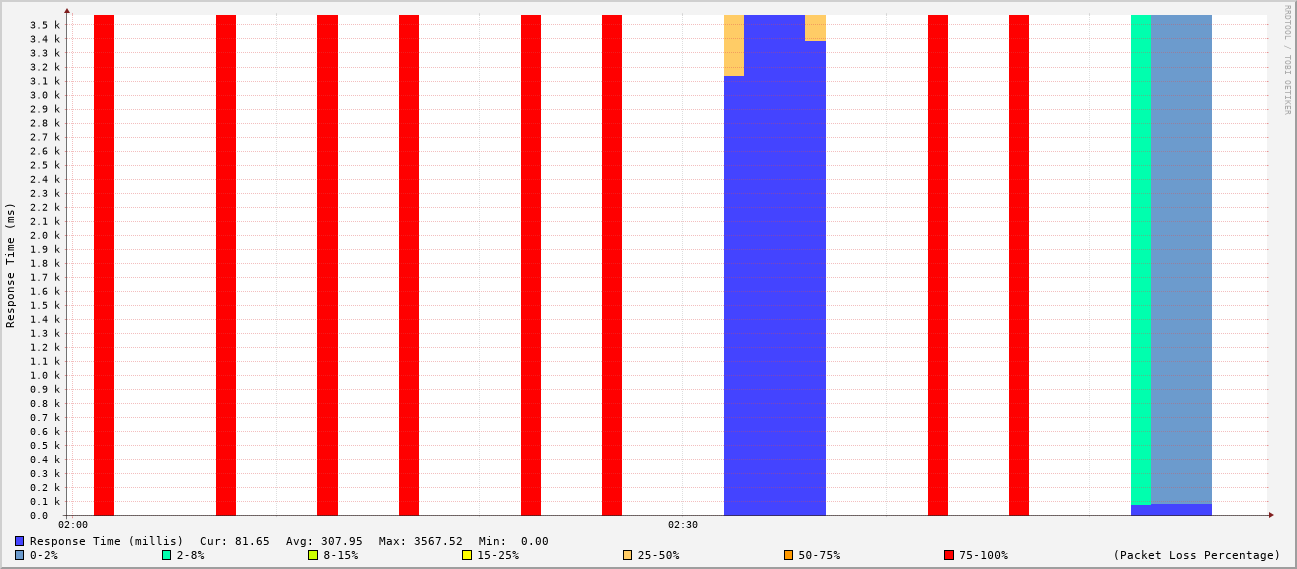 RRDTOOL / TOBI OETIKER
Response Time (ms)
3.5 k
3.4 k
3.3 k
3.2 k
3.1 k
3.0 k
2.9 k
2.8 k
2.7 k
2.6 k
2.5 k
2.4 k
2.3 k
2.2 k
2.1 k
2.0 k
1.9 k
1.8 k
1.7 k
1.6 k
1.5 k
1.4 k
1.3 k
1.2 k
1.1 k
1.0 k
0.9 k
0.8 k
0.7 k
0.6 k
0.5 k
0.4 k
0.3 k
0.2 k
0.1 k
0.0
02:00 02:30
Response Time (millis) Cur: 81.65 Avg: 307.95 Max: 3567.52 Min: 0.00
0-2% 2-8% 8-15% 15-25% 25-50% 50-75% 75-100% (Packet Loss Percentage)